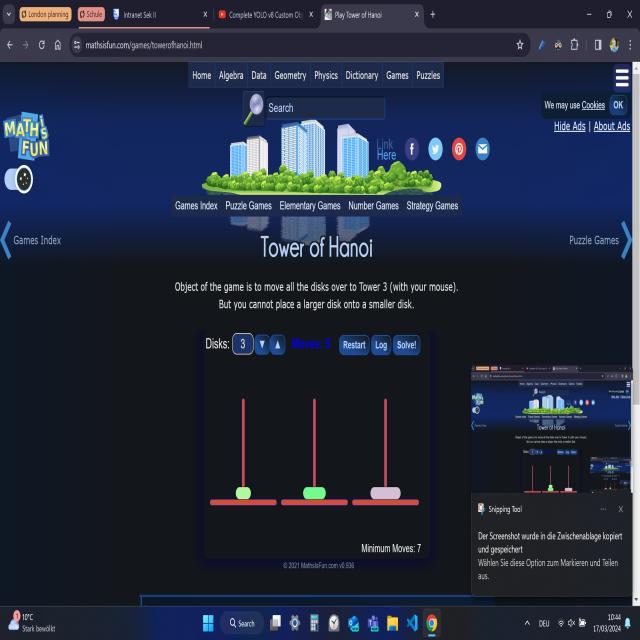 London planning
Schule
Intranet Sek II
Complete YOLO v8 Custom Ob
Play Tower of Hanoi
mathsisfun.com/games/towerofhanoi.html
Home Algebra Data Geometry Physics Dictionary Games Puzzles
Search
We may use Cookies OK
Hide Ads | About Ads
MATHS
IS
FUN
Link
Here
Games Index Puzzle Games Elementary Games Number Games Strategy Games
Games Index
Puzzle Games
Tower of Hanoi
Object of the game is to move all the disks over to Tower 3 (with your mouse).
But you cannot place a larger disk onto a smaller disk.
Disks: 3 Restart Log Solve!
Minimum Moves: 7
© 2021 MathsIsFun.com v0.936
Snipping Tool
Der Screenshot wurde in die Zwischenablage kopiert
und gespeichert
Wählen Sie diese Option zum Markieren und Teilen
aus.
10°C
Stark bewölkt
Search
DEU
10:44
17/03/2024